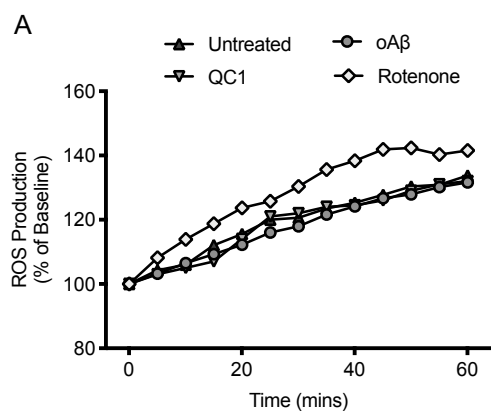 A
Untreated
oAβ
QC1
Rotenone
ROS Production
(% of Baseline)
160
140
120
100
80
0
20
40
60
Time (mins)